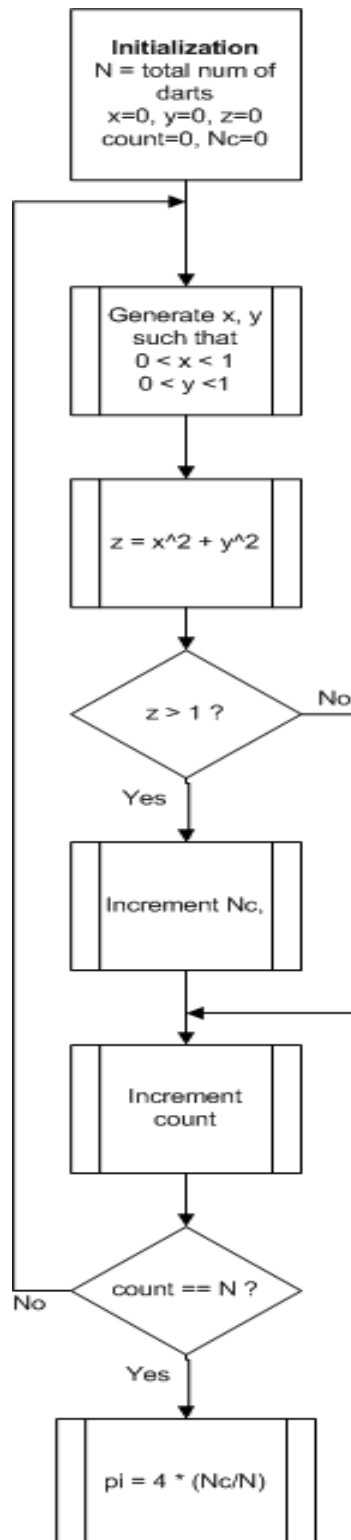 Initialization
N = total num of
darts
x=0, y=0, z=0
count=0, Nc=0
Generate x, y
such that
0 < x < 1
0 < y <1
z = x^2 + y^2
z > 1 ?
No
Yes
Increment Nc,
Increment
count
count == N ?
No
Yes
pi = 4 * (Nc/N)